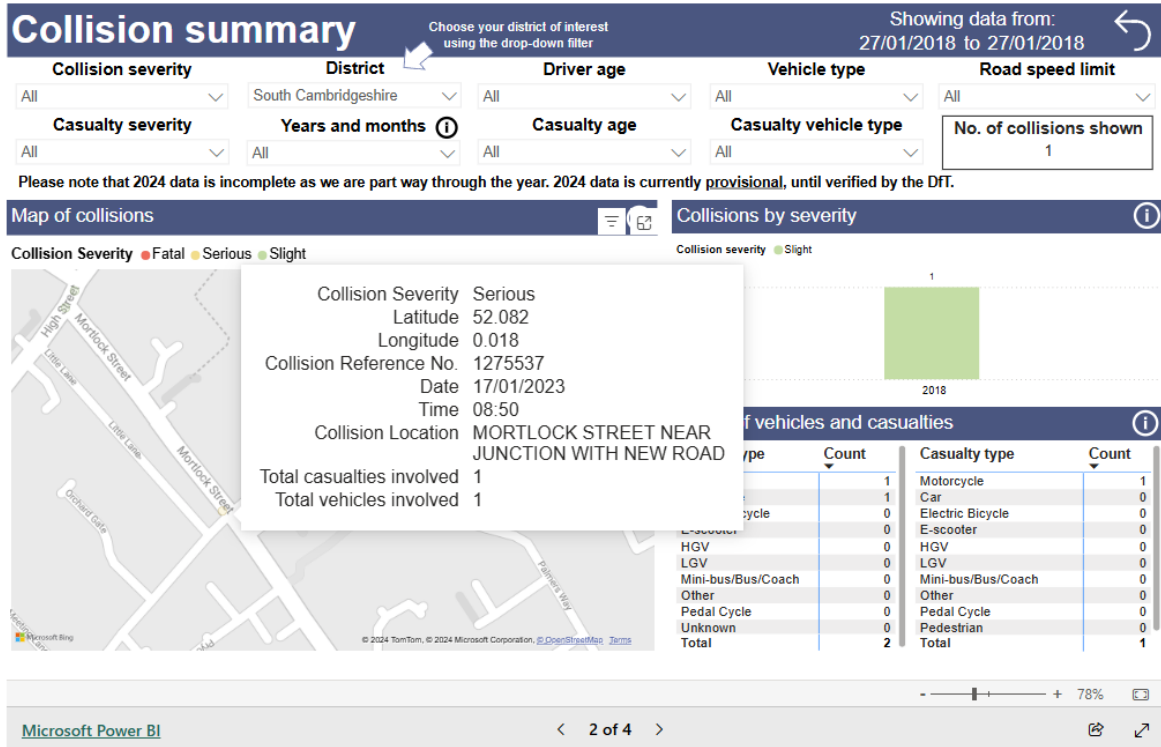 Collision summary
Choose your district of interest
using the drop-down filter
Showing data from:
27/01/2018 to 27/01/2018
Collision severity
District
Driver age
Vehicle type
Road speed limit
All
South Cambridgeshire
All
All
All
Casualty severity
Years and months
Casualty age
Casualty vehicle type
No. of collisions shown
All
All
All
All
1
Please note that 2024 data is incomplete as we are part way through the year. 2024 data is currently provisional, until verified by the DfT.
Map of collisions
Collision Severity Fatal Serious Slight
High Street
Mortlock Street
Little Lane
Little Lane
Mortlock Street
Orchard Gate
Palmers Way
Microsoft Bing
© 2024 TomTom, © 2024 Microsoft Corporation, © OpenStreetMap Terms
Collision Severity Serious
Latitude 52.082
Longitude 0.018
Collision Reference No. 1275537
Date 17/01/2023
Time 08:50
Collision Location MORTLOCK STREET NEAR
JUNCTION WITH NEW ROAD
Total casualties involved 1
Total vehicles involved 1
Collisions by severity
Collision severity Slight
1
2018
f vehicles and casualties
ype Count
1
1
ycle 0
E-scooter 0
HGV 0
LGV 0
Mini-bus/Bus/Coach 0
Other 0
Pedal Cycle 0
Unknown 0
Total 2
Casualty type Count
Motorcycle 1
Car 0
Electric Bicycle 0
E-scooter 0
HGV 0
LGV 0
Mini-bus/Bus/Coach 0
Other 0
Pedal Cycle 0
Pedestrian 0
Total 1
- + 78%
Microsoft Power BI
< 2 of 4 >